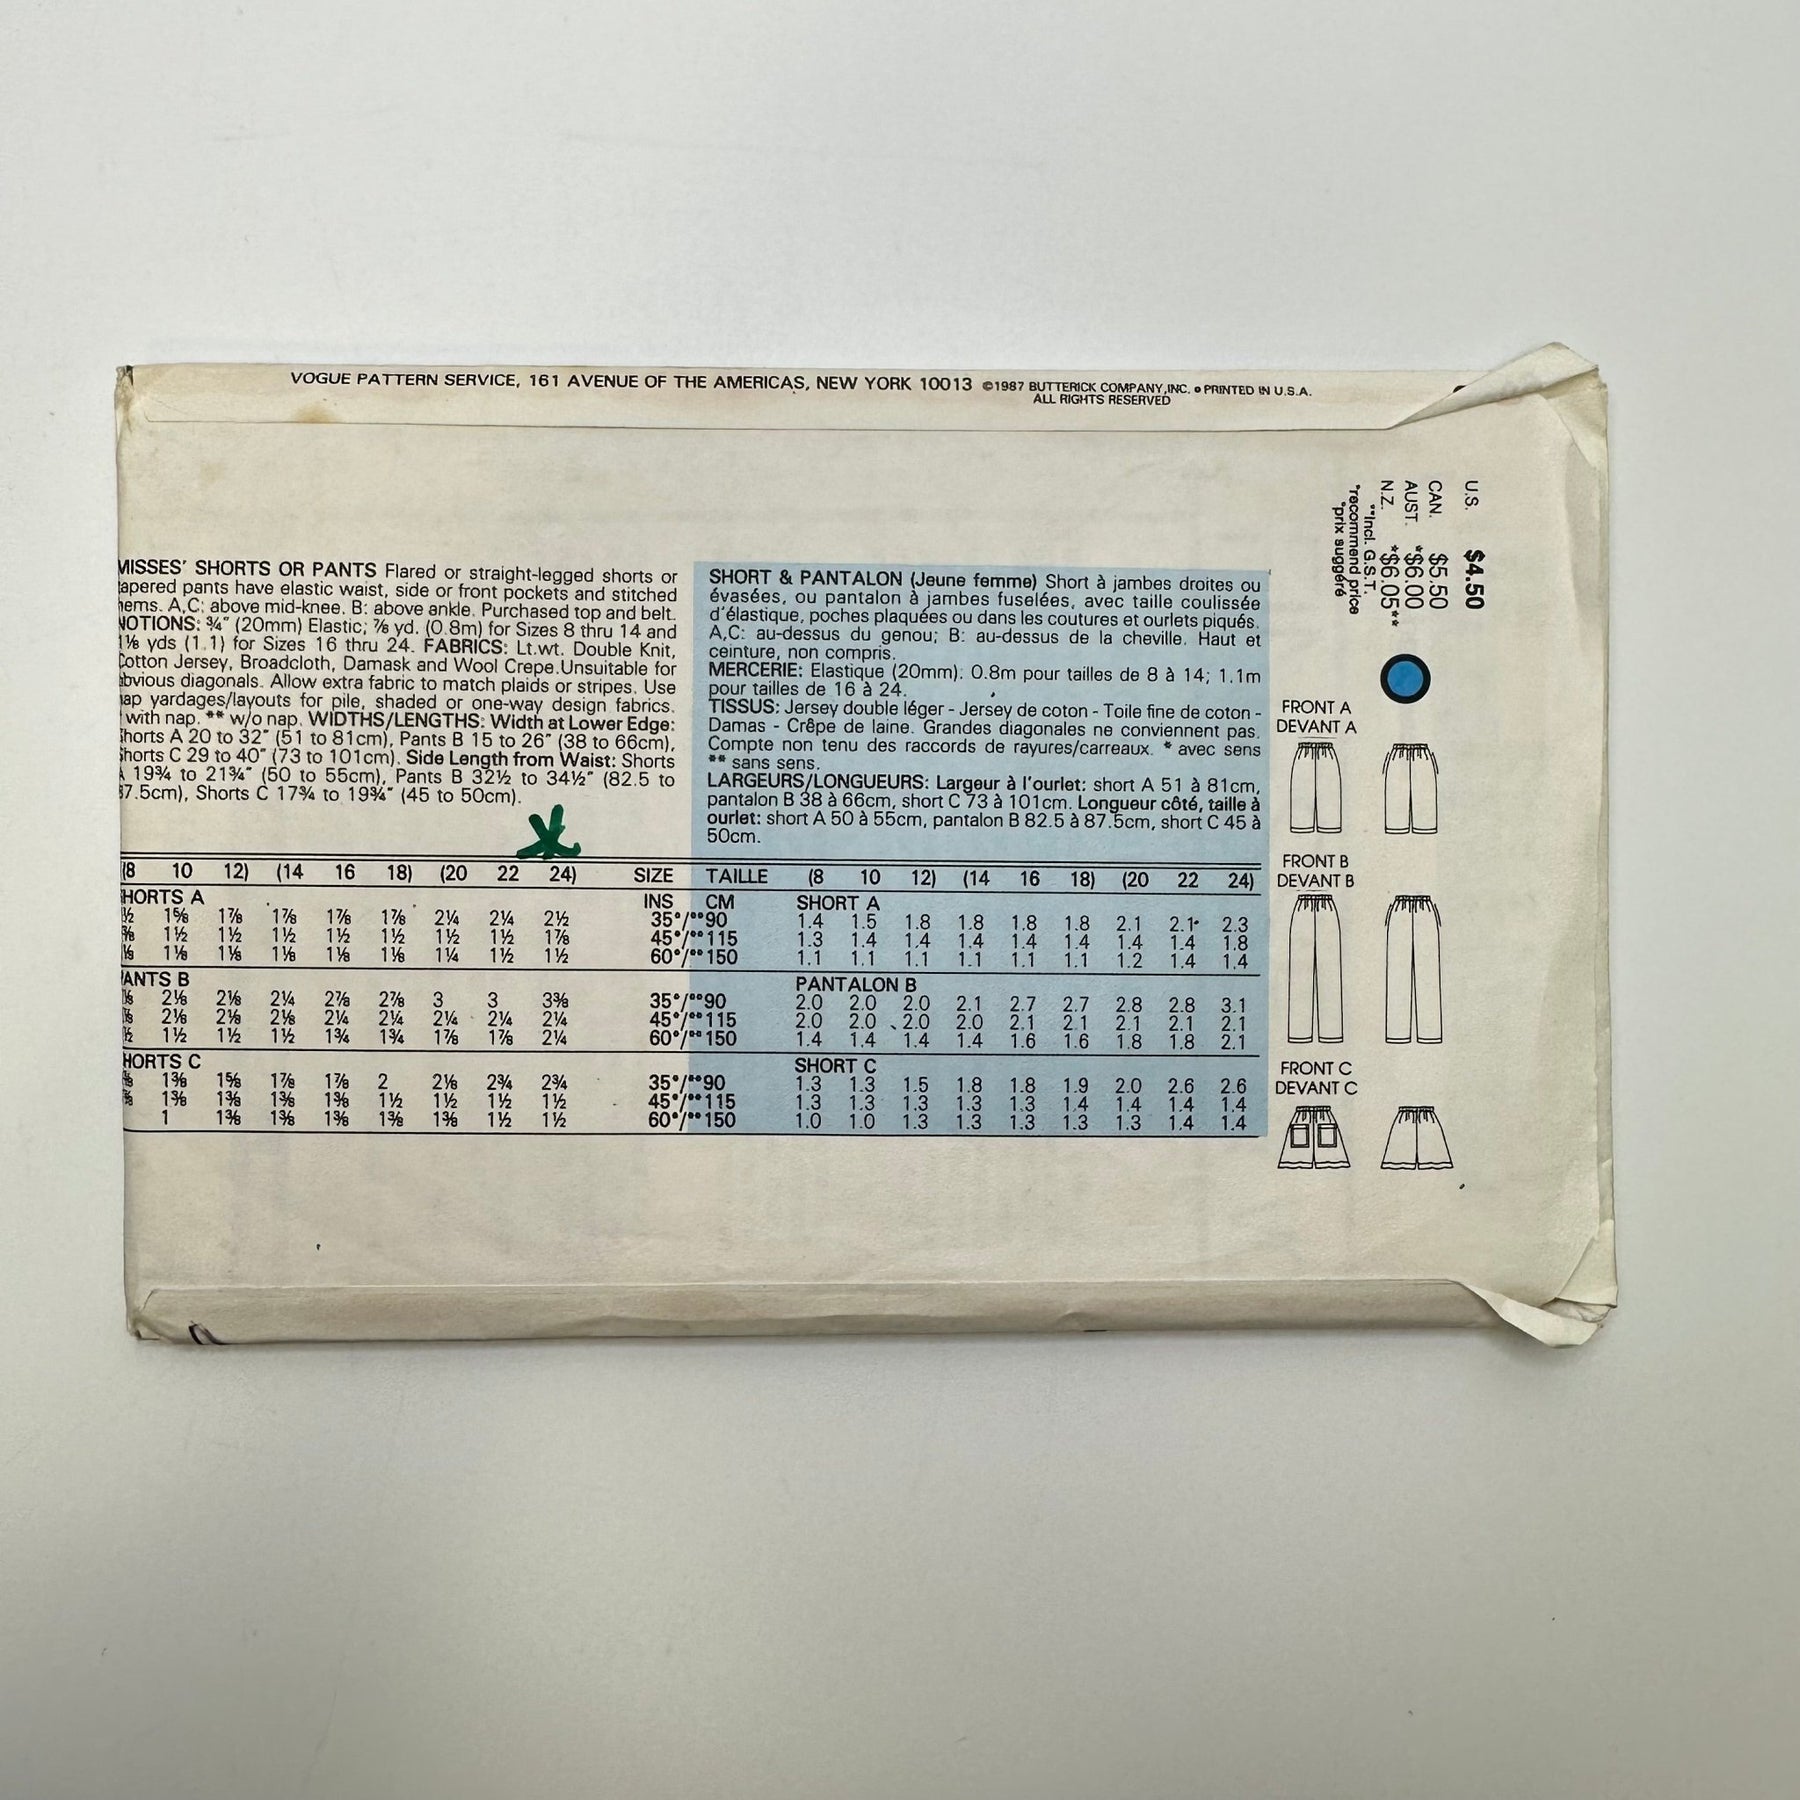 VOGUE PATTERN SERVICE, 161 AVENUE OF THE AMERICAS, NEW YORK 10013 ©1987 BUTTERICK COMPANY, INC. • PRINTED IN U.S.A.
ALL RIGHTS RESERVED
U.S. $4.50
CAN. $5.50
AUST. *$6.00
N.Z. *$6.05**
**Incl. G.S.T.
*recommend price
*prix suggéré
MISSES' SHORTS OR PANTS Flared or straight-legged shorts or
tapered pants have elastic waist, side or front pockets and stitched
hems. A,C: above mid-knee. B: above ankle. Purchased top and belt.
NOTIONS: ¾" (20mm) Elastic; ⅞ yd. (0.8m) for Sizes 8 thru 14 and
1⅛ yds (1.1) for Sizes 16 thru 24. FABRICS: Lt.wt. Double Knit,
Cotton Jersey, Broadcloth, Damask and Wool Crepe.Unsuitable for
obvious diagonals. Allow extra fabric to match plaids or stripes. Use
nap yardages/layouts for pile, shaded or one-way design fabrics.
* with nap. ** w/o nap. WIDTHS/LENGTHS: Width at Lower Edge:
Shorts A 20 to 32" (51 to 81cm), Pants B 15 to 26" (38 to 66cm),
Shorts C 29 to 40" (73 to 101cm). Side Length from Waist: Shorts
A 19¾ to 21¾" (50 to 55cm), Pants B 32½ to 34½" (82.5 to
87.5cm), Shorts C 17¾ to 19¾" (45 to 50cm).
SHORT & PANTALON (Jeune femme) Short à jambes droites ou
évasées, ou pantalon à jambes fuselées, avec taille coulissée
d'élastique, poches plaquées ou dans les coutures et ourlets piqués.
A,C: au-dessus du genou; B: au-dessus de la cheville. Haut et
ceinture, non compris.
MERCERIE: Elastique (20mm): 0.8m pour tailles de 8 à 14; 1.1m
pour tailles de 16 à 24.
TISSUS: Jersey double léger - Jersey de coton - Toile fine de coton -
Damas - Crêpe de laine. Grandes diagonales ne conviennent pas.
Compte non tenu des raccords de rayures/carreaux. * avec sens
** sans sens.
LARGEURS/LONGUEURS: Largeur à l'ourlet: short A 51 à 81cm,
pantalon B 38 à 66cm, short C 73 à 101cm. Longueur côté, taille à
ourlet: short A 50 à 55cm, pantalon B 82.5 à 87.5cm, short C 45 à
50cm.
(8 10 12) (14 16 18) (20 22 24) SIZE TAILLE (8 10 12) (14 16 18) (20 22 24)
SHORTS A INS CM SHORT A
½ 1⅝ 1⅞ 1⅞ 1⅞ 1⅞ 2¼ 2¼ 2½ 35*/**90 1.4 1.5 1.8 1.8 1.8 1.8 2.1 2.1 2.3
1½ 1½ 1½ 1½ 1½ 1½ 1½ 1⅞ 45*/**115 1.3 1.4 1.4 1.4 1.4 1.4 1.4 1.4 1.8
1⅛ 1⅛ 1⅛ 1⅛ 1⅛ 1¼ 1½ 1½ 60*/**150 1.1 1.1 1.1 1.1 1.1 1.1 1.2 1.4 1.4
PANTS B PANTALON B
2⅛ 2⅛ 2¼ 2⅞ 2⅞ 3 3 3⅜ 35*/**90 2.0 2.0 2.0 2.1 2.7 2.7 2.8 2.8 3.1
2⅛ 2⅛ 2⅛ 2¼ 2¼ 2¼ 2¼ 2¼ 45*/**115 2.0 2.0 2.0 2.0 2.1 2.1 2.1 2.1 2.1
½ 1½ 1½ 1½ 1¾ 1¾ 1⅞ 1⅞ 2¼ 60*/**150 1.4 1.4 1.4 1.4 1.6 1.6 1.8 1.8 2.1
SHORTS C SHORT C
1⅜ 1⅝ 1⅞ 1⅞ 2 2⅛ 2¾ 2¾ 35*/**90 1.3 1.3 1.5 1.8 1.8 1.9 2.0 2.6 2.6
1⅜ 1⅜ 1⅜ 1⅜ 1½ 1½ 1½ 1½ 45*/**115 1.3 1.3 1.3 1.3 1.3 1.4 1.4 1.4 1.4
1 1⅜ 1⅜ 1⅜ 1⅜ 1⅜ 1½ 1½ 60*/**150 1.0 1.0 1.3 1.3 1.3 1.3 1.3 1.4 1.4
FRONT A
DEVANT A
FRONT B
DEVANT B
FRONT C
DEVANT C